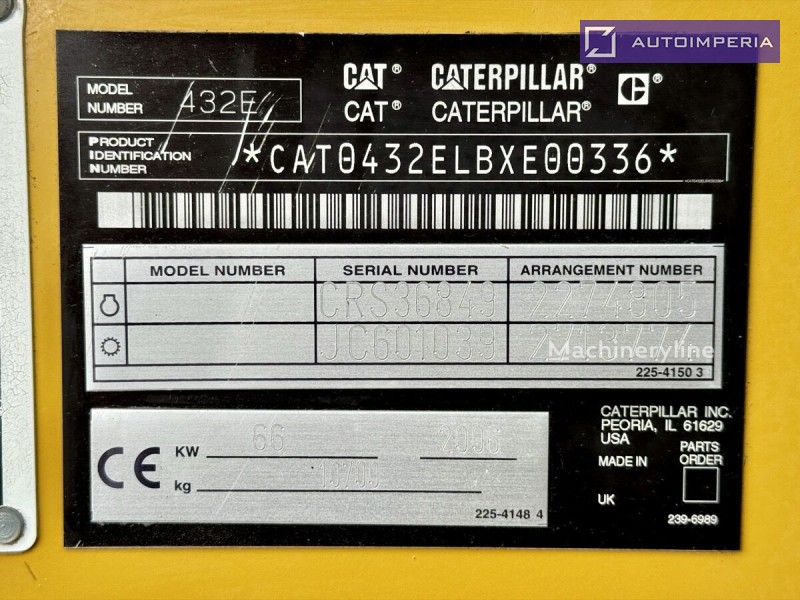 AUTOIMPERIA
MODEL NUMBER 432E
CAT® CATERPILLAR® ®
CAT® CATERPILLAR®
PRODUCT IDENTIFICATION NUMBER *CAT0432ELBXE00336*
MODEL NUMBER SERIAL NUMBER ARRANGEMENT NUMBER
CRS36849 2274305
JC601039
Machineryline
225-4150 3
CE KW 66
kg
225-4148 4
CATERPILLAR INC.
PEORIA, IL 61629
USA
MADE IN
UK
PARTS
ORDER
239-6989